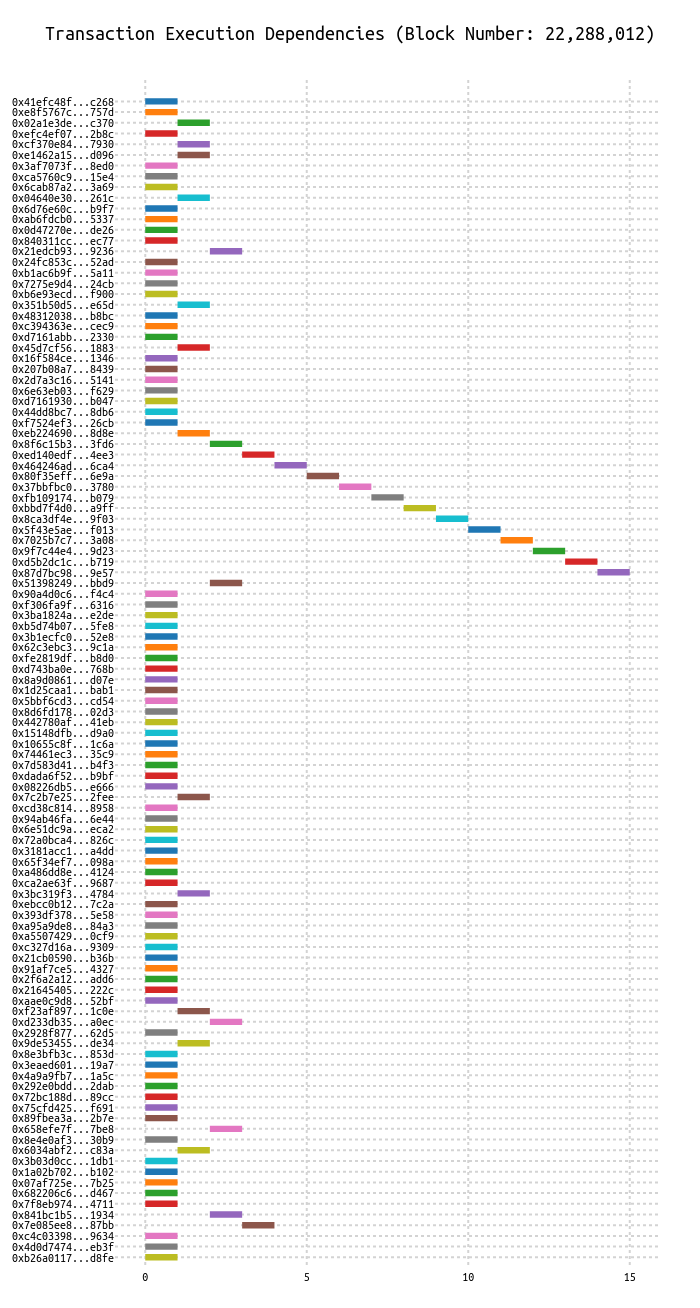 Transaction Execution Dependencies (Block Number: 22,288,012)
0x41efc48f...c268
0xe8f5767c...757d
0x02a1e3de...c370
0xefc4ef07...2b8c
0xcf370e84...7930
0xe1462a15...d096
0x3af7073f...8ed0
0xca5760c9...15e4
0x6cab87a2...3a69
0x04640e30...261c
0x6d76e60c...b9f7
0xab6fdcb0...5337
0x0d47270e...de26
0x840311cc...ec77
0x21edcb93...9236
0x24fc853c...52ad
0xb1ac6b9f...5a11
0x7275e9d4...24cb
0xb6e93ecd...f900
0x351b50d5...e65d
0x48312038...b8bc
0xc394363e...cec9
0xd7161abb...2330
0x45d7cf56...1883
0x16f584ce...1346
0x207b08a7...8439
0x2d7a3c16...5141
0x6e63eb03...f629
0xd7161930...b047
0x44dd8bc7...8db6
0xf7524ef3...26cb
0xeb224690...8d8e
0x8f6c15b3...3fd6
0xed140edf...4ee3
0x464246ad...6ca4
0x80f35eff...6e9a
0x37bbfbc0...3780
0xfb109174...b079
0xbbd7f4d0...a9ff
0x8ca3df4e...9f03
0x5f43e5ae...f013
0x7025b7c7...3a08
0x9f7c44e4...9d23
0xd5b2dc1c...b719
0x87d7bc98...9e57
0x51398249...bbd9
0x90a4d0c6...f4c4
0xf306fa9f...6316
0x3ba1824a...e2de
0xb5d74b07...5fe8
0x3b1ecfc0...52e8
0x62c3ebc3...9c1a
0xfe2819df...b8d0
0xd743ba0e...768b
0x8a9d0861...d07e
0x1d25caa1...bab1
0x5bbf6cd3...cd54
0x8d6fd178...02d3
0x442780af...41eb
0x15148dfb...d9a0
0x10655c8f...1c6a
0x74461ec3...35c9
0x7d583d41...b4f3
0xdada6f52...b9bf
0x08226db5...e666
0x7c2b7e25...2fee
0xcd38c814...8958
0x94ab46fa...6e44
0x6e51dc9a...eca2
0x72a0bca4...826c
0x3181acc1...a4dd
0x65f34ef7...098a
0xa486dd8e...4124
0xca2ae63f...9687
0x3bc319f3...4784
0xebcc0b12...7c2a
0x393df378...5e58
0xa95a9de8...84a3
0xa5507429...0cf9
0xc327d16a...9309
0x21cb0590...b36b
0x91af7ce5...4327
0x2f6a2a12...add6
0x21645405...222c
0xaae0c9d8...52bf
0xf23af897...1c0e
0xd233db35...a0ec
0x2928f877...62d5
0x9de53455...de34
0x8e3bfb3c...853d
0x3eaed601...19a7
0x4a9a9fb7...1a5c
0x292e0bdd...2dab
0x72bc188d...89cc
0x75cfd425...f691
0x89fbea3a...2b7e
0x658efe7f...7be8
0x8e4e0af3...30b9
0x6034abf2...c83a
0x3b03d0cc...1db1
0x1a02b702...b102
0x07af725e...7b25
0x682206c6...d467
0x7f8eb974...4711
0x841bc1b5...1934
0x7e085ee8...87bb
0xc4c03398...9634
0x4d0d7474...eb3f
0xb26a0117...d8fe
0 5 10 15